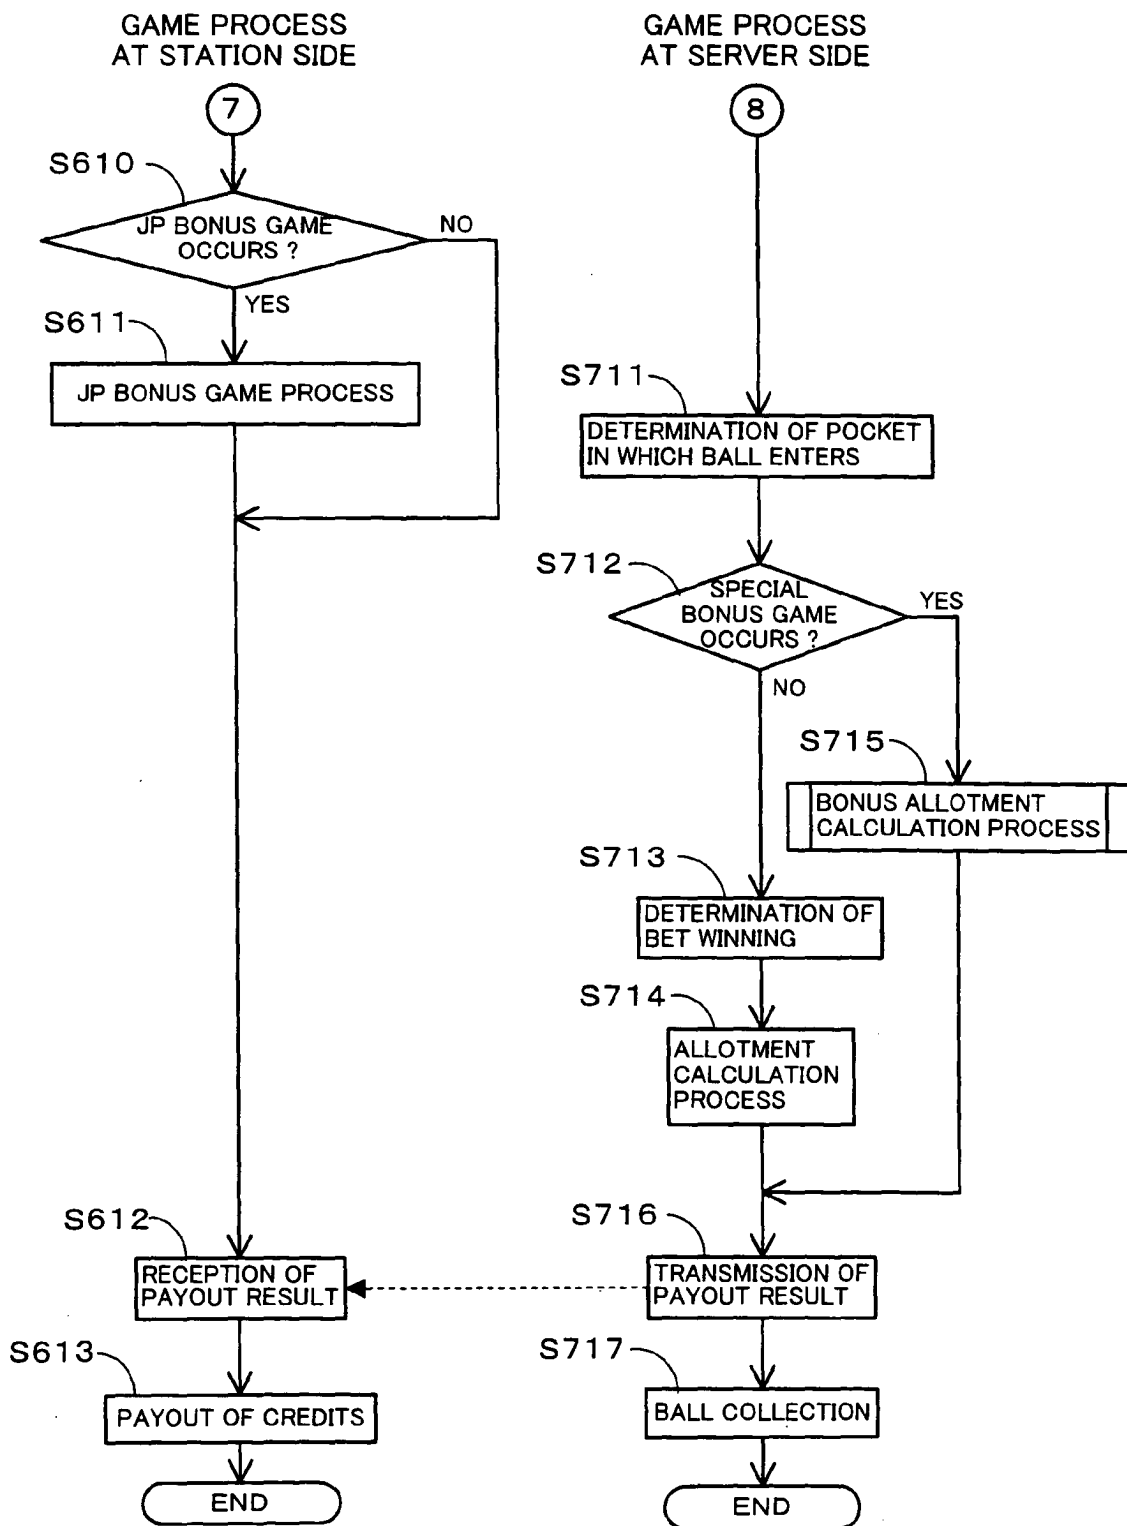 GAME PROCESS
AT STATION SIDE
7
S610
JP BONUS GAME
OCCURS ?
NO
YES
S611
JP BONUS GAME PROCESS
S612
RECEPTION OF
PAYOUT RESULT
S613
PAYOUT OF CREDITS
END
GAME PROCESS
AT SERVER SIDE
8
S711
DETERMINATION OF POCKET
IN WHICH BALL ENTERS
S712
SPECIAL
BONUS GAME
OCCURS ?
YES
NO
S715
BONUS ALLOTMENT
CALCULATION PROCESS
S713
DETERMINATION OF
BET WINNING
S714
ALLOTMENT
CALCULATION
PROCESS
S716
TRANSMISSION OF
PAYOUT RESULT
S717
BALL COLLECTION
END